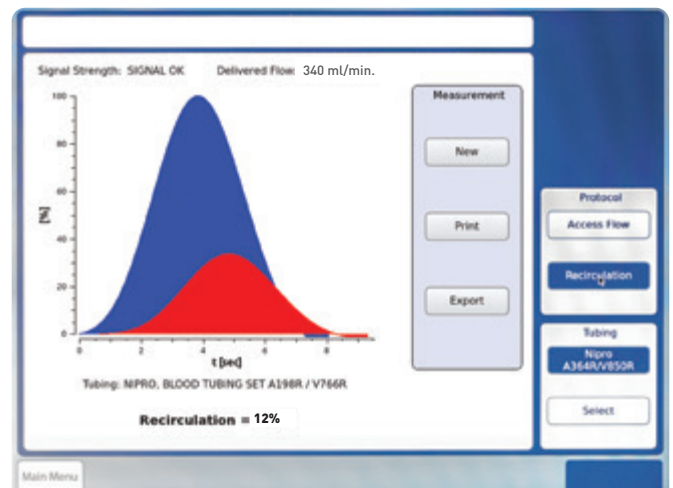 Signal Strength: SIGNAL OK Delivered Flow: 340 ml/min.
100
80
60
40
20
0
[%]
0 2 4 6 8
t [sec]
Tubing: NIPRO, BLOOD TUBING SET A198R / V766R
Recirculation = 12%
Measurement
New
Print
Export
Protocol
Access Flow
Recirculation
Tubing
Nipro
A364R/V850R
Select
Main Menu